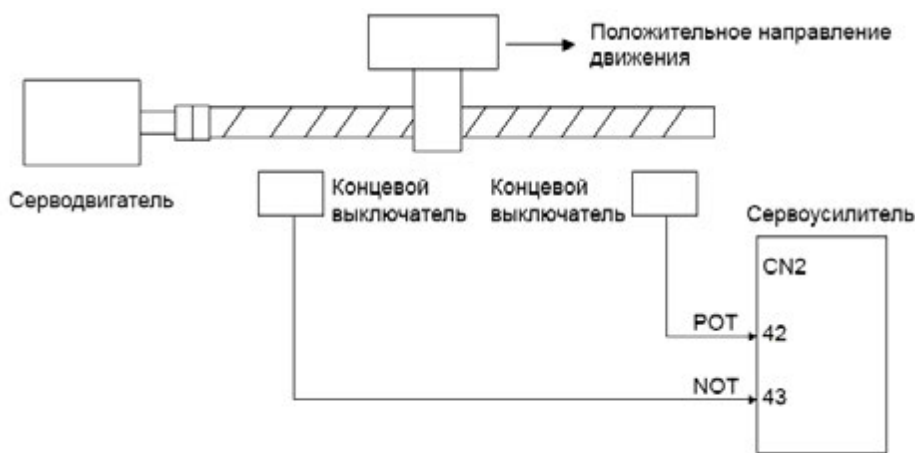 Положительное направление
движения
Серводвигатель
Концевой
выключатель
Концевой
выключатель
Сервоусилитель
CN2
POT
42
NOT
43